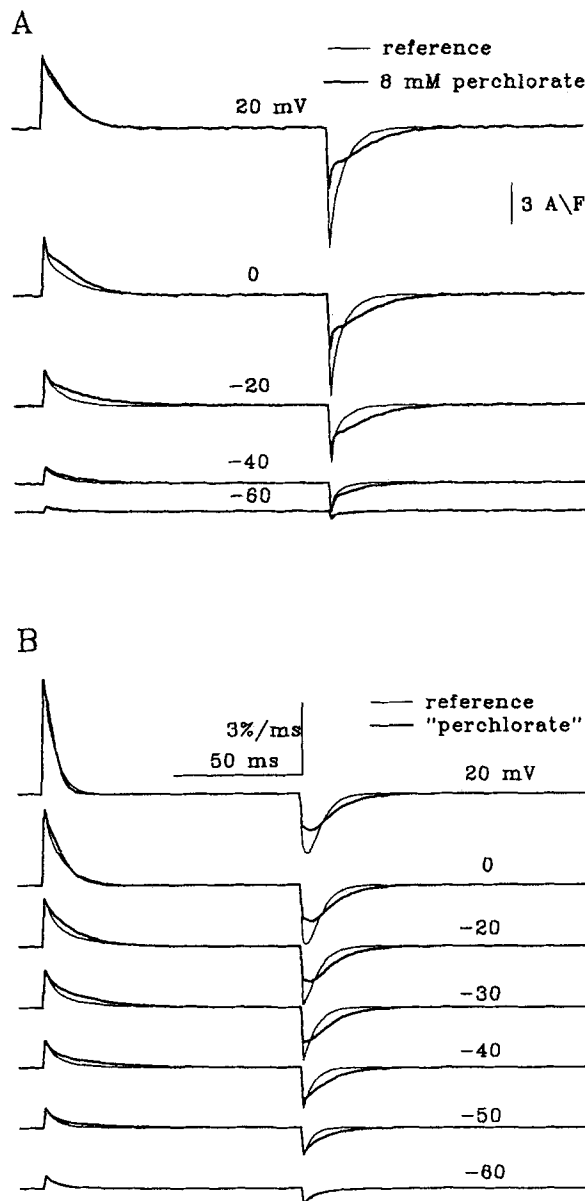 A
reference
8 mM perchlorate
20 mV
3 A\F
0
-20
-40
-60
B
reference
"perchlorate"
3%/ms
50 ms
20 mV
0
-20
-30
-40
-50
-60